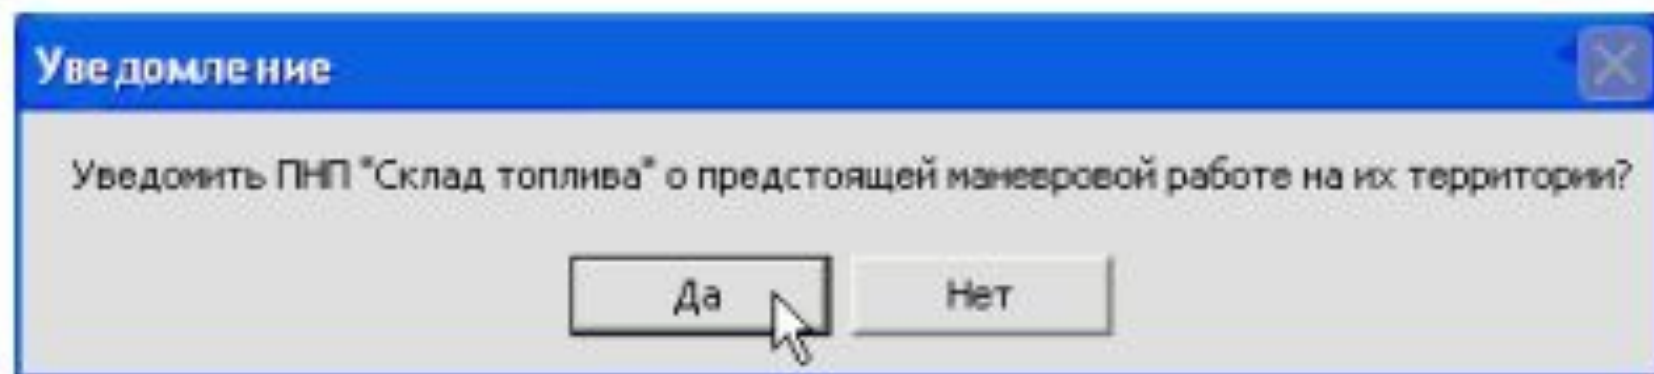 Уведомление
Уведомить ПНП "Склад топлива" о предстоящей маневровой работе на их территории?
Да
Нет